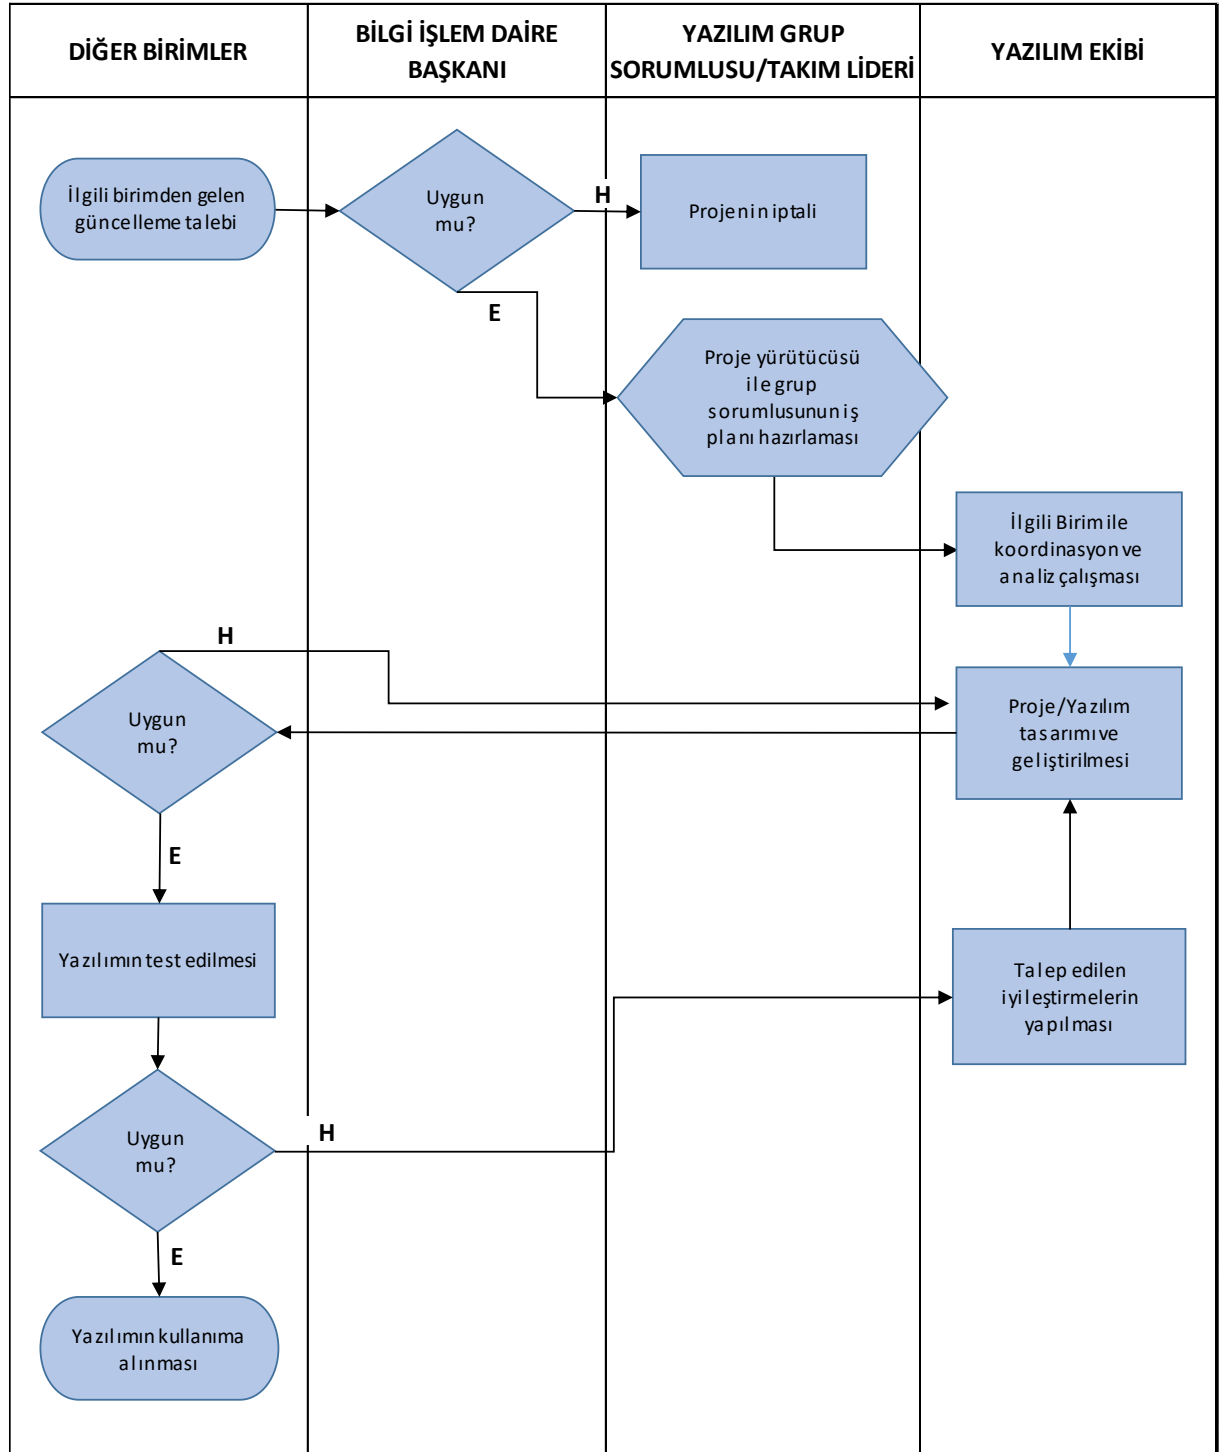 DİĞER BİRİMLER
BİLGİ İŞLEM DAİRE
BAŞKANI
YAZILIM GRUP
SORUMLUSU/TAKIM LİDERİ
YAZILIM EKİBİ
İlgili birimden gelen
güncelleme talebi
Uygun
mu?
H
Projenin iptali
E
Proje yürütücüsü
ile grup
sorumlusunun iş
planı hazırlaması
İlgili Birim ile
koordinasyon ve
analiz çalışması
H
Uygun
mu?
Proje/Yazılım
tasarımı ve
geliştirilmesi
E
Yazılımın test edilmesi
Talep edilen
iyileştirmelerin
yapılması
Uygun
mu?
H
E
Yazılımın kullanıma
alınması